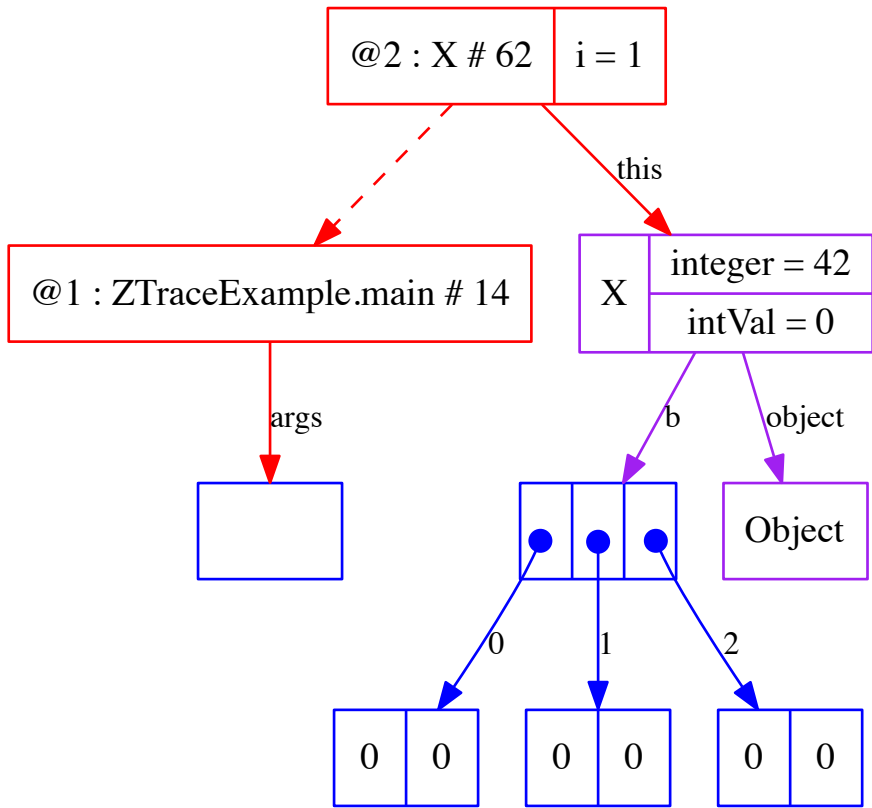 @2 : X # 62 i = 1
this
@1 : ZTraceExample.main # 14
X
integer = 42
intVal = 0
args
b
object
Object
0
1
2
0 0
0 0
0 0